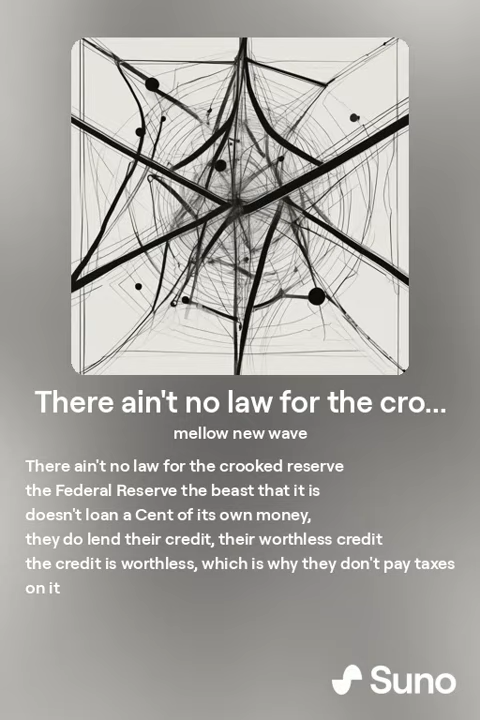 There ain't no law for the cro...
mellow new wave
There ain't no law for the crooked reserve
the Federal Reserve the beast that it is
doesn't loan a Cent of its own money,
they do lend their credit, their worthless credit
the credit is worthless, which is why they don't pay taxes
on it
Suno